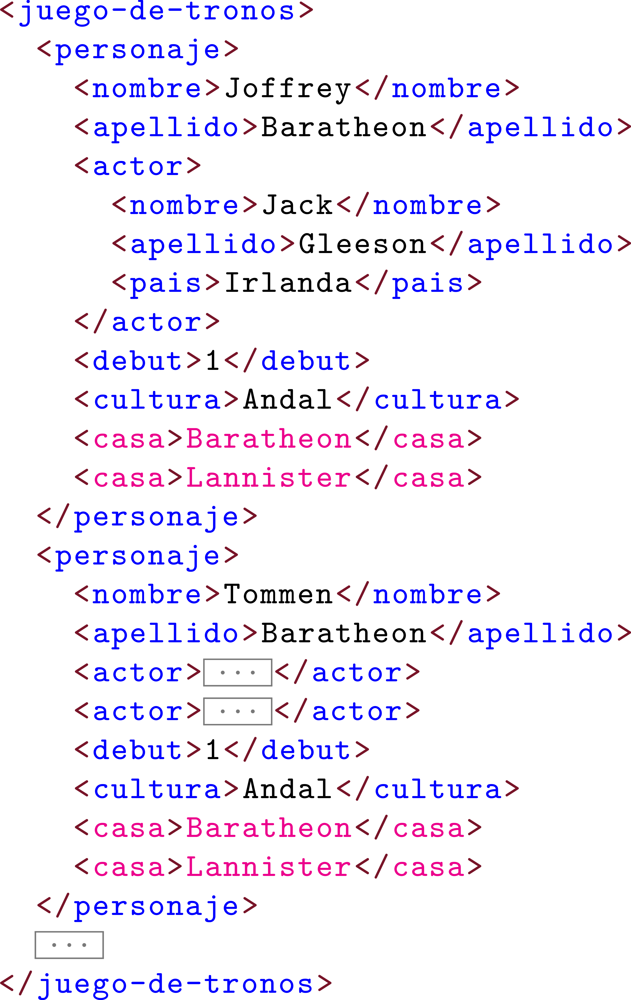 <juego-de-tronos>
<personaje>
<nombre>Joffrey</nombre>
<apellido>Baratheon</apellido>
<actor>
<nombre>Jack</nombre>
<apellido>Gleeson</apellido>
<pais>Irlanda</pais>
</actor>
<debut>1</debut>
<cultura>Andal</cultura>
<casa>Baratheon</casa>
<casa>Lannister</casa>
</personaje>
<personaje>
<nombre>Tommen</nombre>
<apellido>Baratheon</apellido>
<actor>...</actor>
<actor>...</actor>
<debut>1</debut>
<cultura>Andal</cultura>
<casa>Baratheon</casa>
<casa>Lannister</casa>
</personaje>
...
</juego-de-tronos>